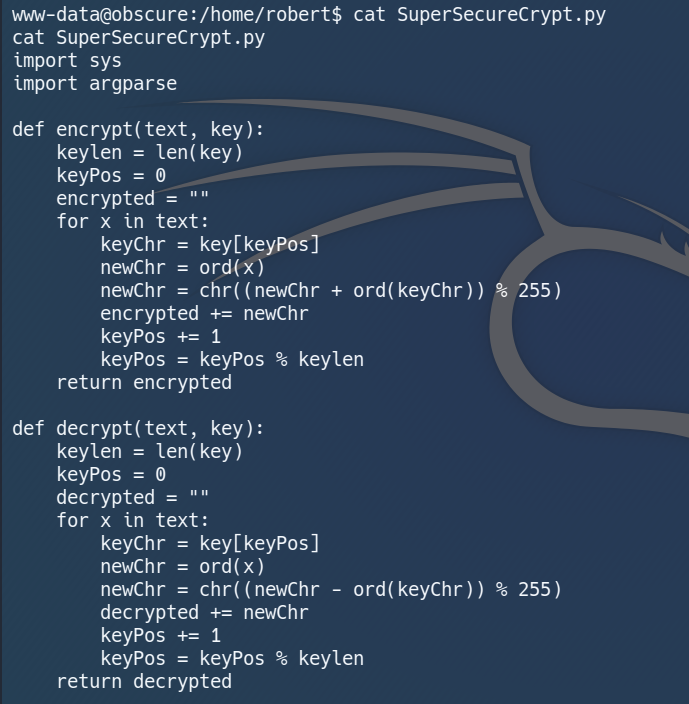 www-data@obscure:/home/robert$ cat SuperSecureCrypt.py
cat SuperSecureCrypt.py
import sys
import argparse

def encrypt(text, key):
    keylen = len(key)
    keyPos = 0
    encrypted = ""
    for x in text:
        keyChr = key[keyPos]
        newChr = ord(x)
        newChr = chr((newChr + ord(keyChr)) % 255)
        encrypted += newChr
        keyPos += 1
        keyPos = keyPos % keylen
    return encrypted

def decrypt(text, key):
    keylen = len(key)
    keyPos = 0
    decrypted = ""
    for x in text:
        keyChr = key[keyPos]
        newChr = ord(x)
        newChr = chr((newChr - ord(keyChr)) % 255)
        decrypted += newChr
        keyPos += 1
        keyPos = keyPos % keylen
    return decrypted